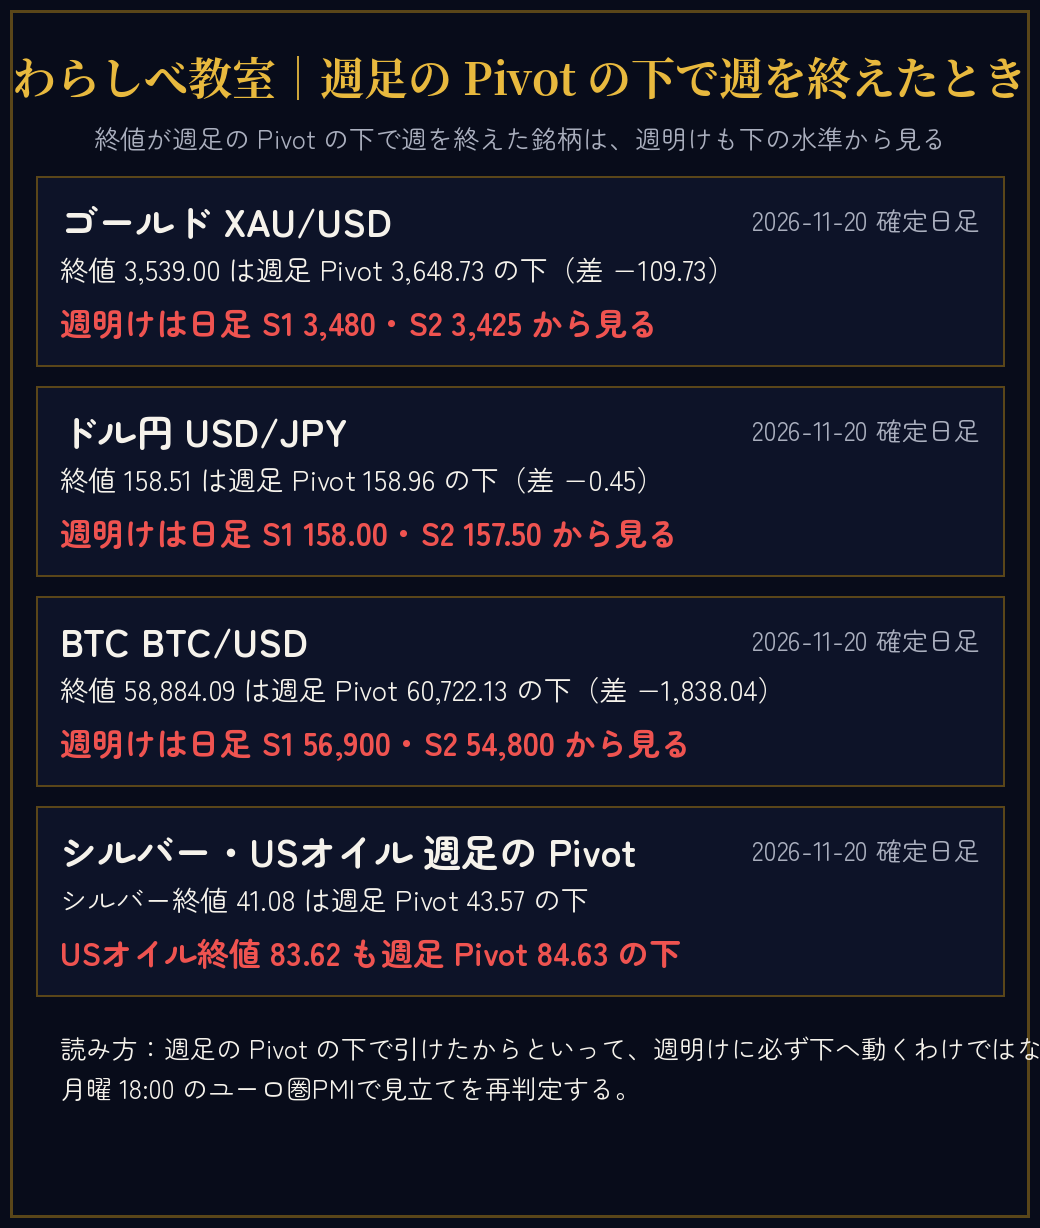 わらしべ教室｜週足の Pivot の下で週を終えたとき
終値が週足の Pivot の下で週を終えた銘柄は、週明けも下の水準から見る
ゴールド XAU/USD
2026-11-20 確定日足
終値 3,539.00 は週足 Pivot 3,648.73 の下（差 −109.73）
週明けは日足 S1 3,480・S2 3,425 から見る
ドル円 USD/JPY
2026-11-20 確定日足
終値 158.51 は週足 Pivot 158.96 の下（差 −0.45）
週明けは日足 S1 158.00・S2 157.50 から見る
BTC BTC/USD
2026-11-20 確定日足
終値 58,884.09 は週足 Pivot 60,722.13 の下（差 −1,838.04）
週明けは日足 S1 56,900・S2 54,800 から見る
シルバー・USオイル 週足の Pivot
2026-11-20 確定日足
シルバー終値 41.08 は週足 Pivot 43.57 の下
USオイル終値 83.62 も週足 Pivot 84.63 の下
読み方：週足の Pivot の下で引けたからといって、週明けに必ず下へ動くわけではな
月曜 18:00 のユーロ圏PMIで見立てを再判定する。